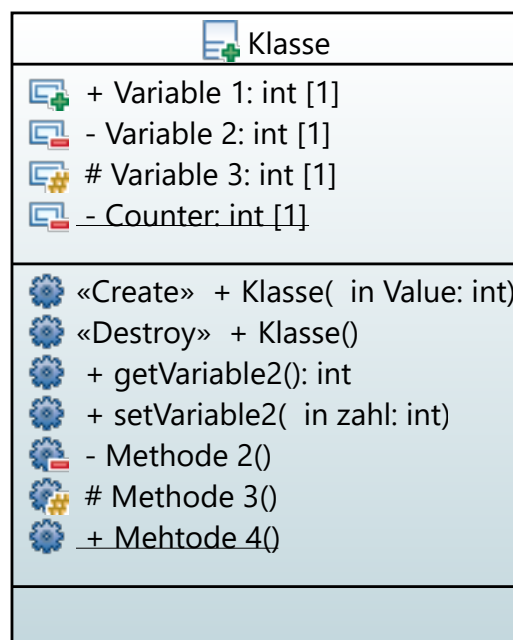 Klasse
+ Variable 1: int [1]
- Variable 2: int [1]
# Variable 3: int [1]
- Counter: int [1]
«Create» + Klasse( in Value: int)
«Destroy» + Klasse()
+ getVariable2(): int
+ setVariable2( in zahl: int)
- Methode 2()
# Methode 3()
+ Mehtode 4()